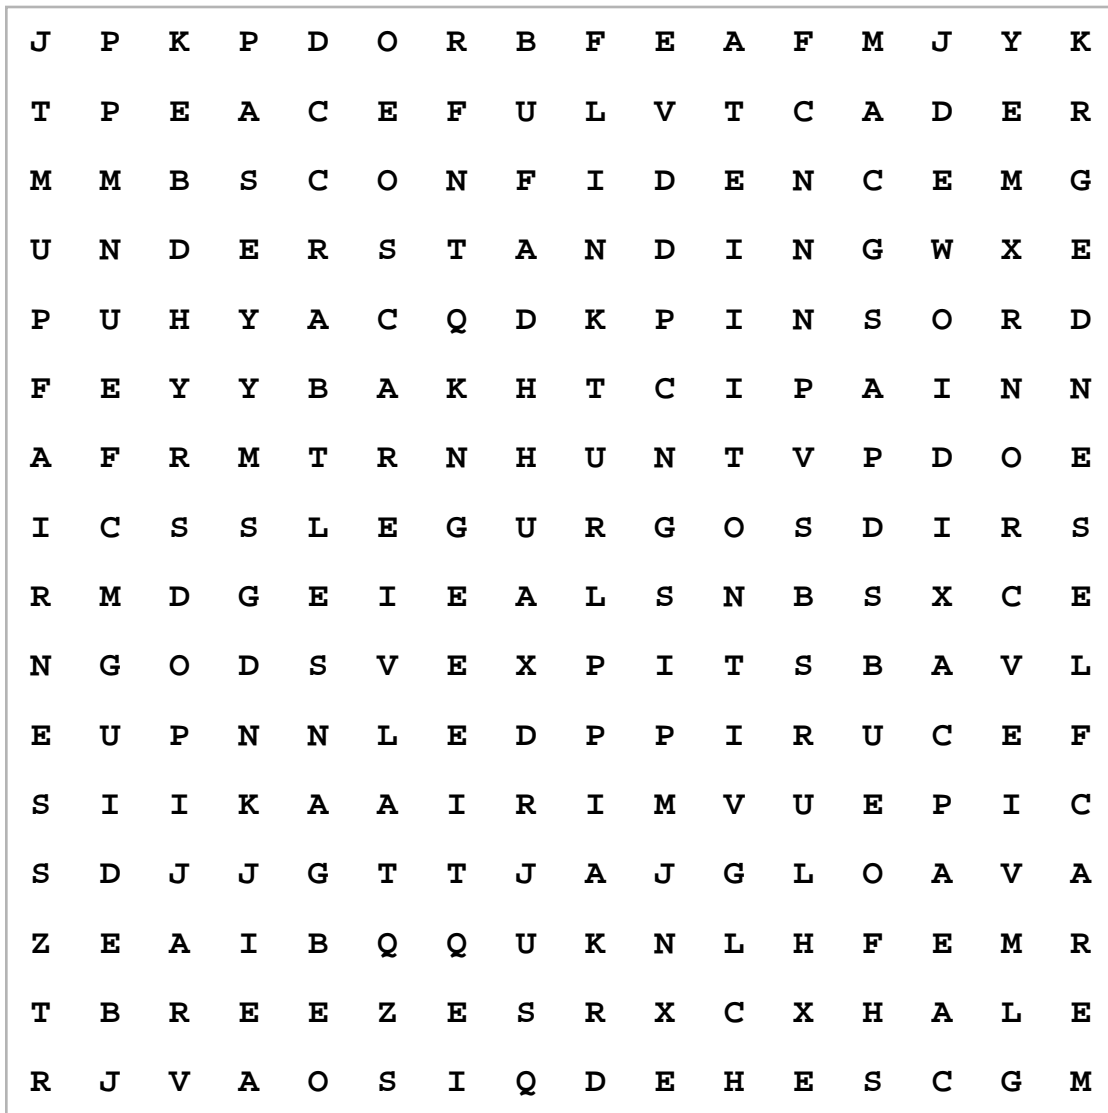 J P K P D O R B F E A F M J Y K
T P E A C E F U L V T C A D E R
M M B S C O N F I D E N C E M G
U N D E R S T A N D I N G W X E
P U H Y A C Q D K P I N S O R D
F E Y Y B A K H T C I P A I N N
A F R M T R N H U N T V P D O E
I C S S L E G U R G O S D I R S
R M D G E I E A L S N B S X C E
N G O D S V E X P I T S B A V L
E U P N N L E D P P I R U C E F
S I I K A A I R I M V U E P I C
S D J J G T T J A J G L O A V A
Z E A I B Q Q U K N L H F E M R
T B R E E Z E S R X C X H A L E
R J V A O S I Q D E H E S C G M